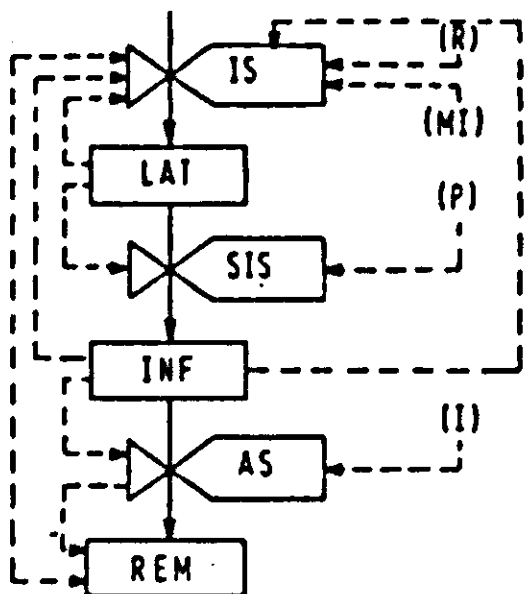 (R)
IS
(MI)
LAT
(P)
SIS
INF
(I)
AS
REM